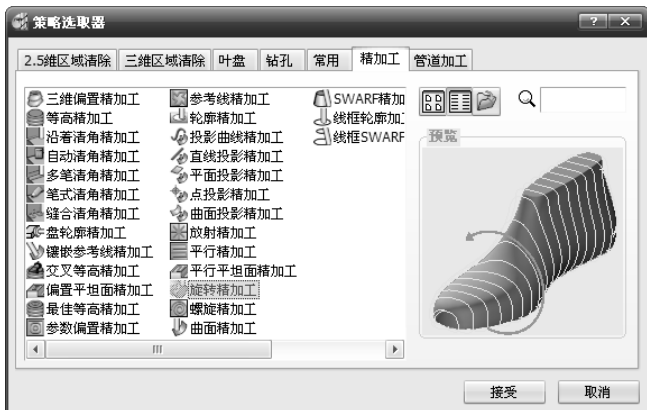 策略选取器
2.5维区域清除 三维区域清除 叶盘 钻孔 常用 精加工 管道加工
三维偏置精加工
等高精加工
沿着清角精加工
自动清角精加工
多笔清角精加工
笔式清角精加工
缝合清角精加工
盘轮廓精加工
镶嵌参考线精加工
交叉等高精加工
偏置平坦面精加工
最佳等高精加工
参数偏置精加工
参考线精加工
轮廓精加工
投影曲线精加工
直线投影精加工
平面投影精加工
点投影精加工
曲面投影精加工
放射精加工
平行精加工
平行平坦面精加工
旋转精加工
螺旋精加工
曲面精加工
SWARF精加
线框轮廓加
线框SWARF
预览
接受 取消